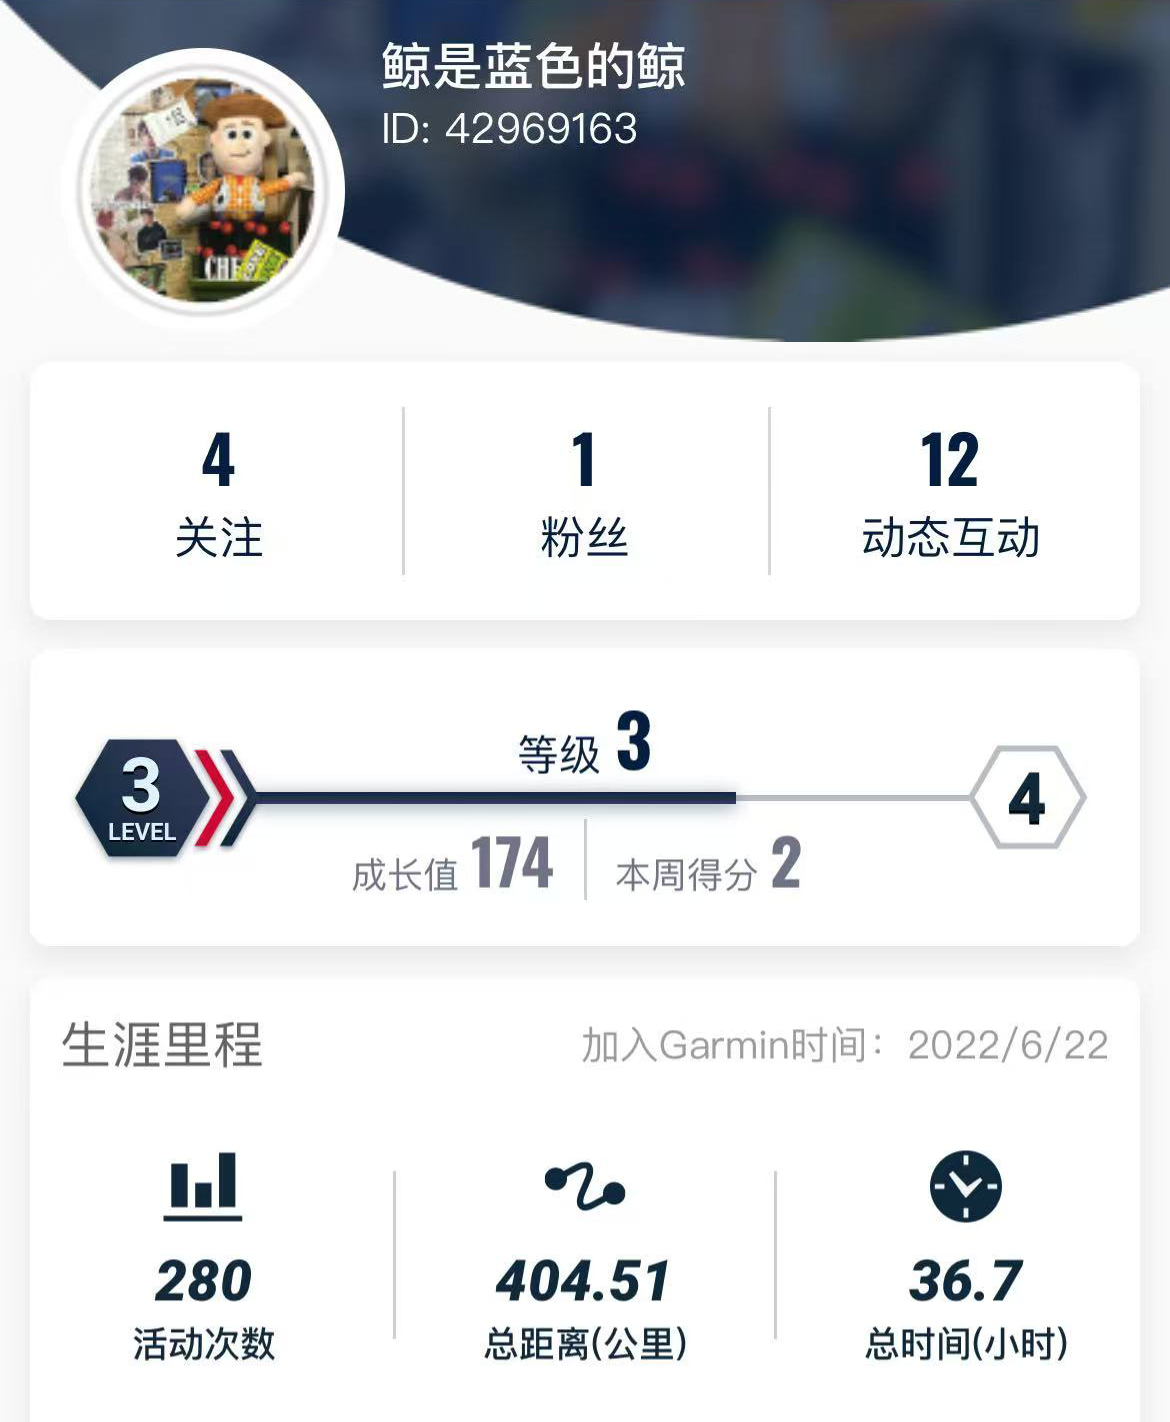 鲸是蓝色的鲸
ID: 42969163
CHE
4
关注
1
粉丝
12
动态互动
等级 3
3
LEVEL
4
成长值 174
本周得分 2
生涯里程
加入Garmin时间：2022/6/22
280
活动次数
404.51
总距离(公里)
36.7
总时间(小时)